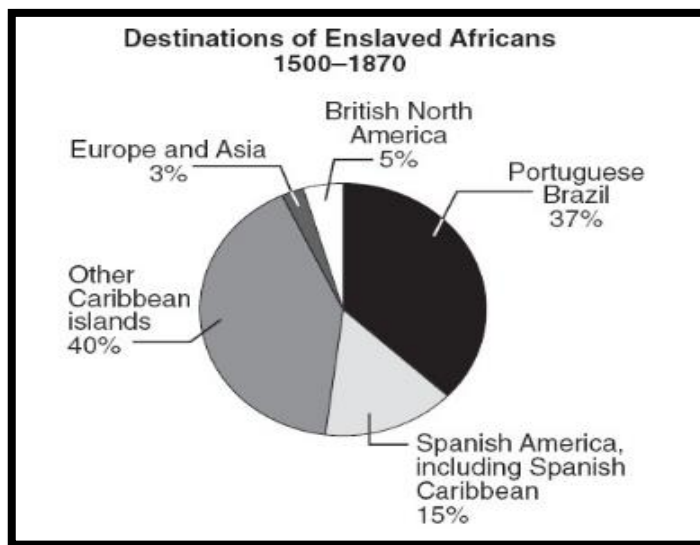 Destinations of Enslaved Africans
1500–1870
British North
America
5%
Europe and Asia
3%
Portuguese
Brazil
37%
Other
Caribbean
islands
40%
Spanish America,
including Spanish
Caribbean
15%